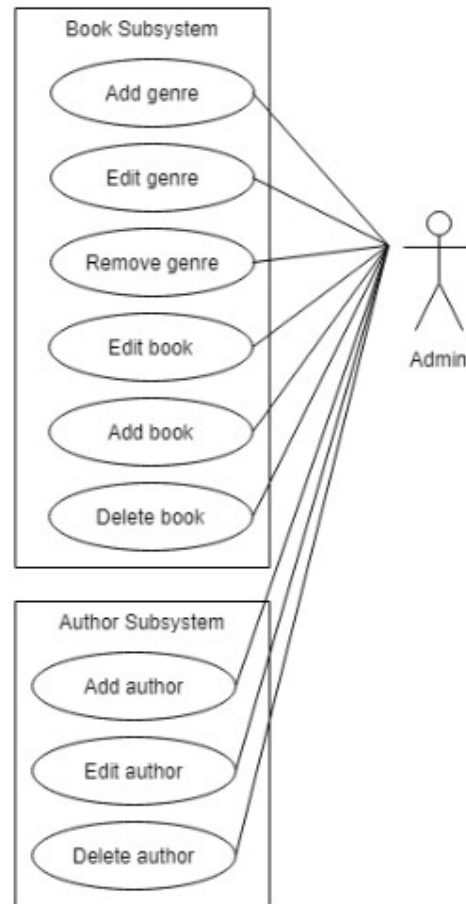 Book Subsystem
Add genre
Edit genre
Remove genre
Edit book
Add book
Delete book
Admin
Author Subsystem
Add author
Edit author
Delete author